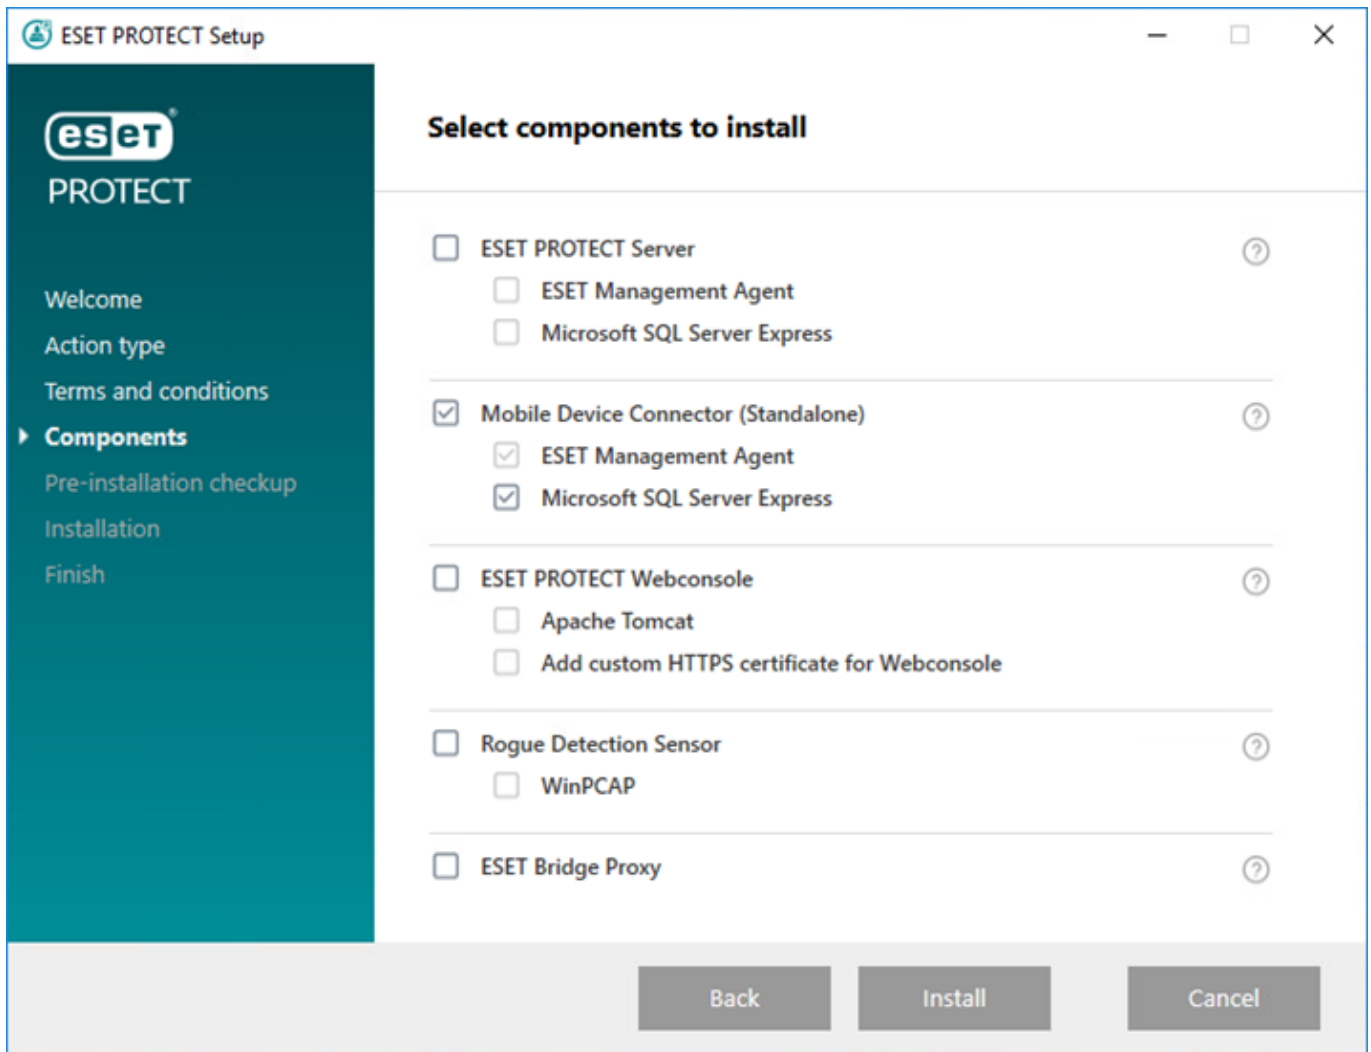 ESET PROTECT Setup
eseT®
PROTECT
Welcome
Action type
Terms and conditions
Components
Pre-installation checkup
Installation
Finish
Select components to install
ESET PROTECT Server
?
ESET Management Agent
Microsoft SQL Server Express
Mobile Device Connector (Standalone)
?
ESET Management Agent
Microsoft SQL Server Express
ESET PROTECT Webconsole
?
Apache Tomcat
Add custom HTTPS certificate for Webconsole
Rogue Detection Sensor
?
WinPCAP
ESET Bridge Proxy
?
Back
Install
Cancel